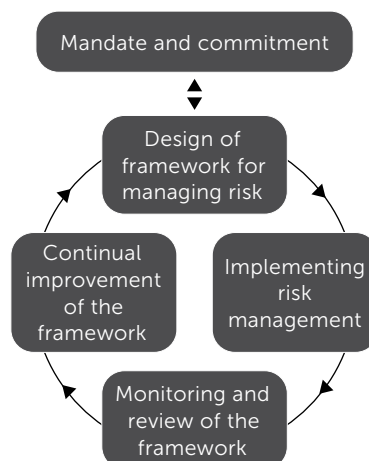 Mandate and commitment
Design of
framework for
managing risk
Continual
improvement
of the
framework
Implementing
risk
management
Monitoring and
review of the
framework